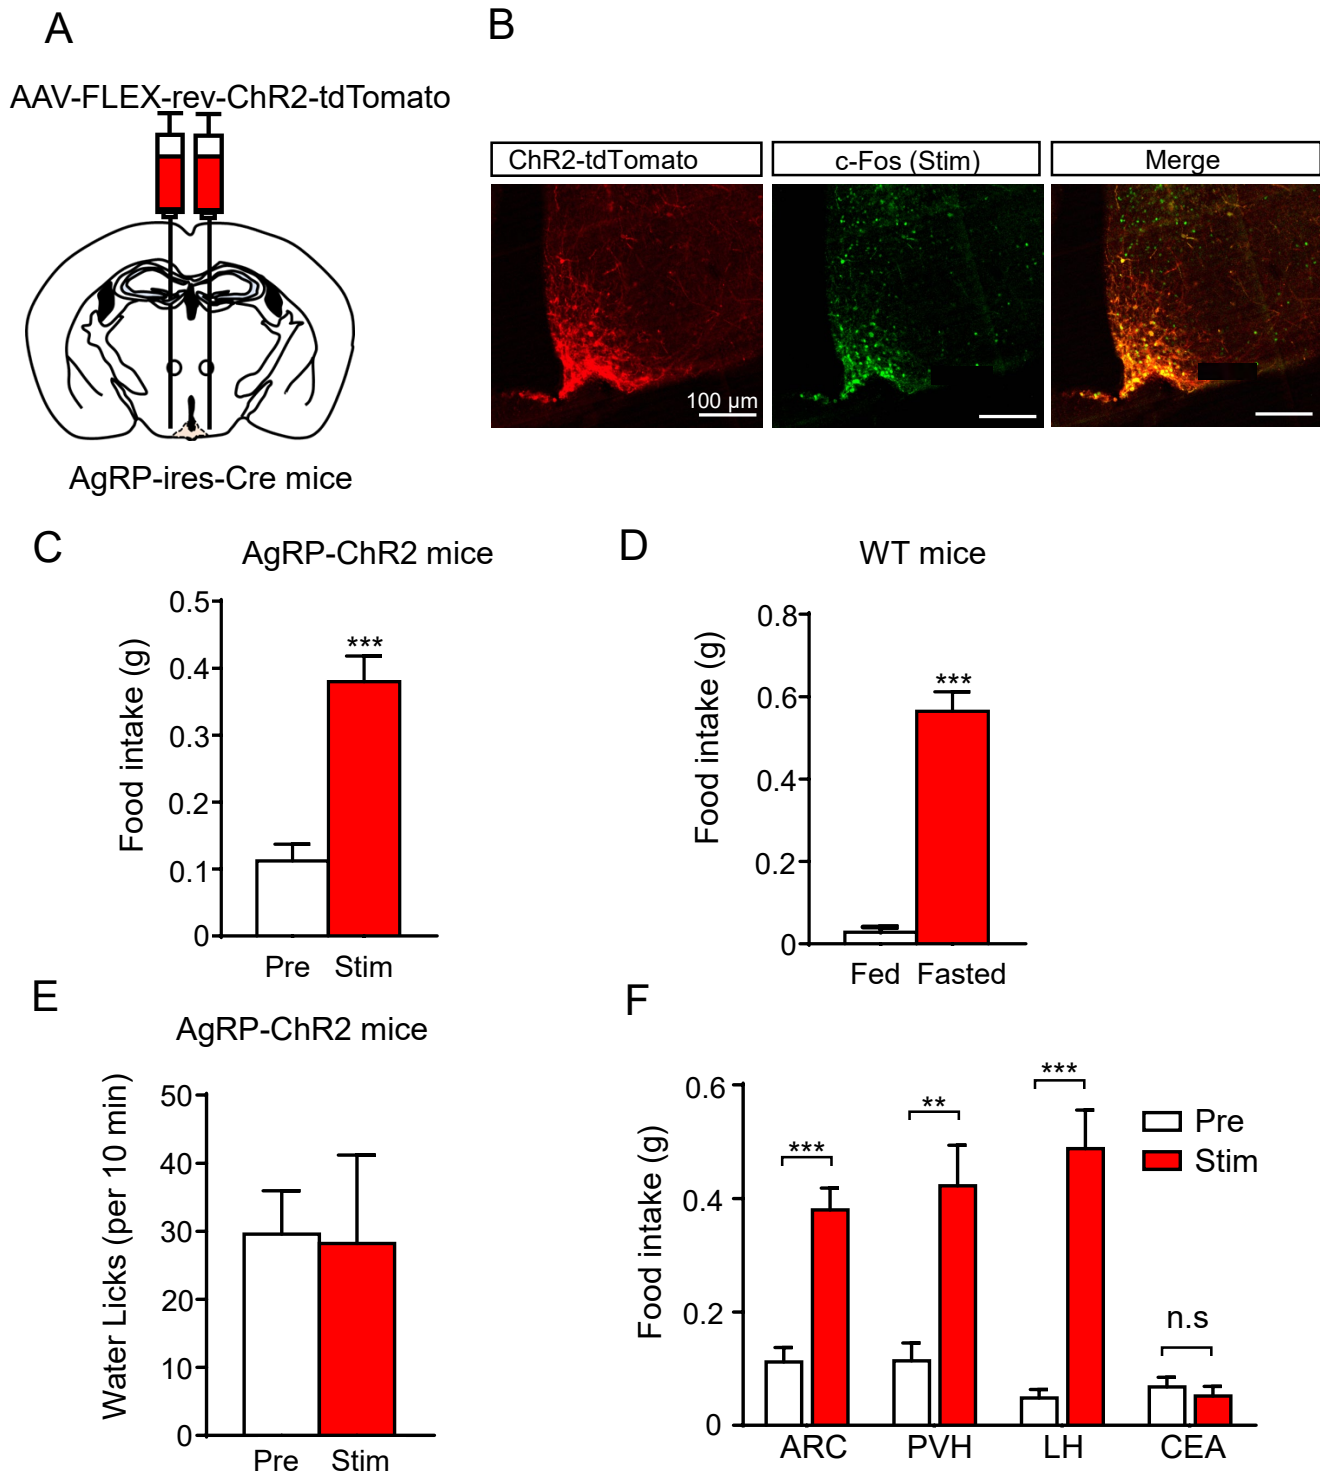 A
AAV-FLEX-rev-ChR2-tdTomato
AgRP-ires-Cre mice
B
ChR2-tdTomato
c-Fos (Stim)
Merge
100 µm
C
AgRP-ChR2 mice
Food intake (g)
0.5
0.4
0.3
0.2
0.1
0
***
Pre
Stim
D
WT mice
Food intake (g)
0.8
0.6
0.4
0.2
0
***
Fed
Fasted
E
AgRP-ChR2 mice
Water Licks (per 10 min)
50
40
30
20
10
0
Pre
Stim
F
Food intake (g)
0.6
0.4
0.2
0
***
**
***
n.s
Pre
Stim
ARC
PVH
LH
CEA